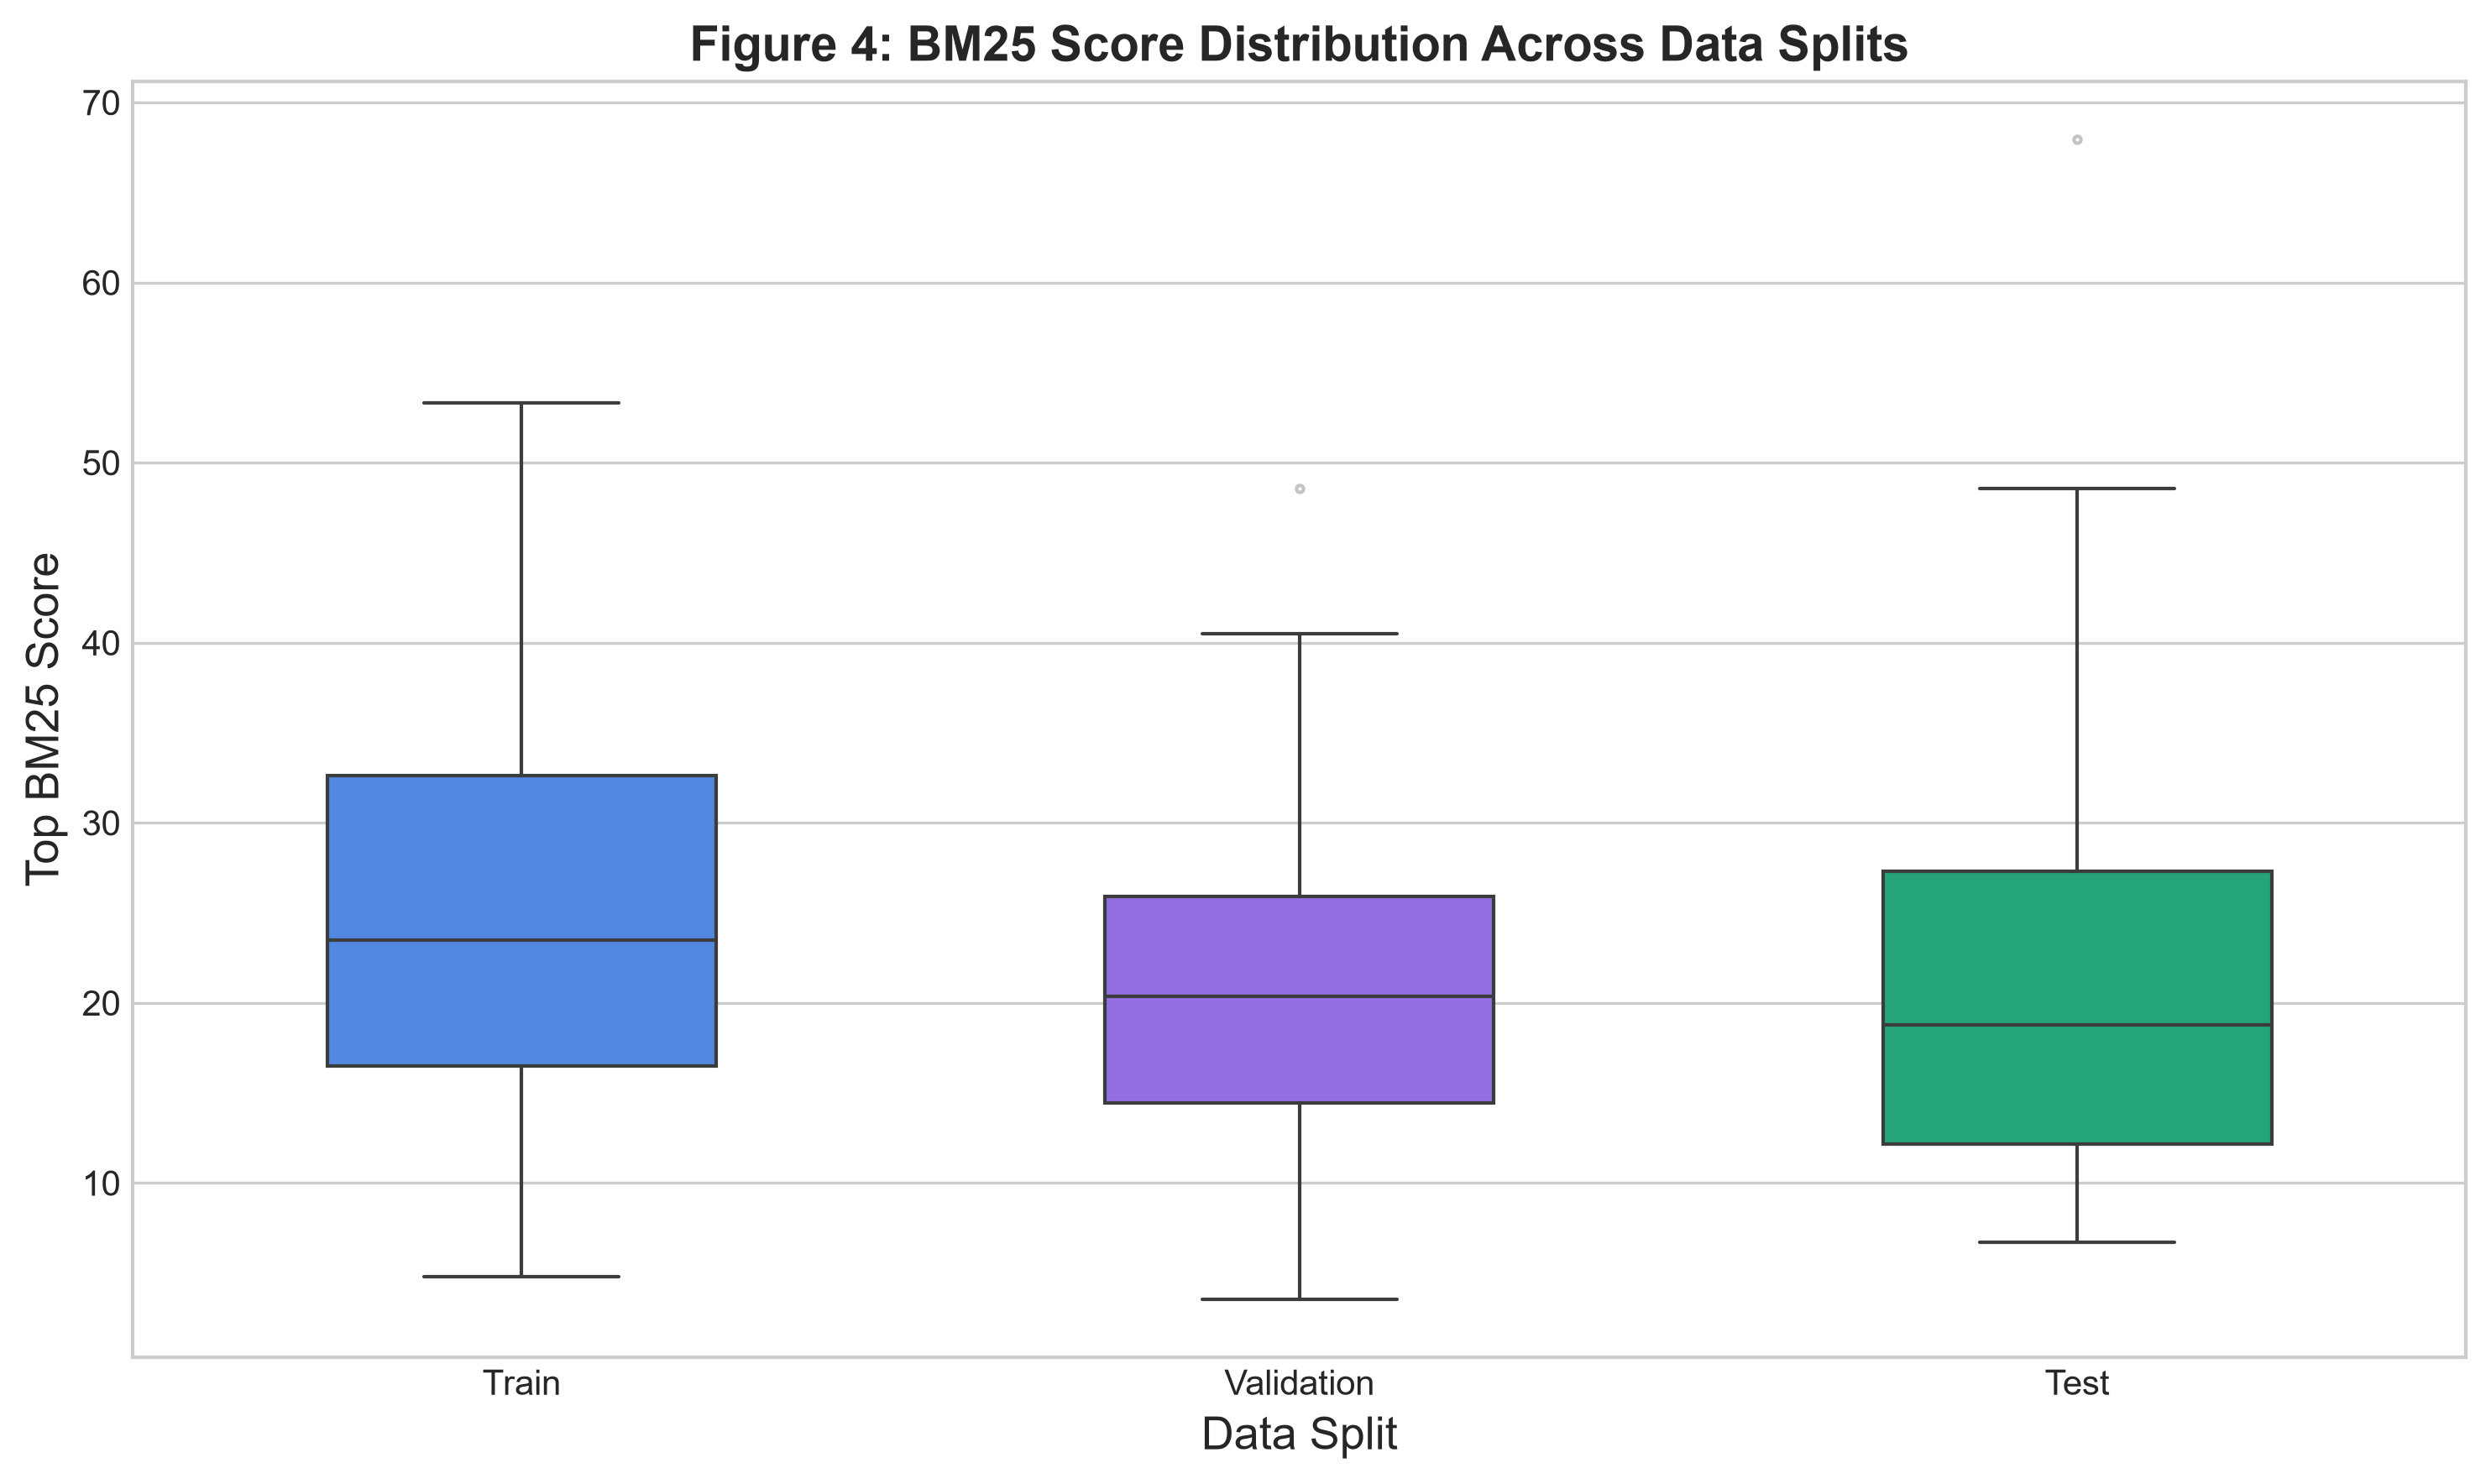 Figure 4: BM25 Score Distribution Across Data Splits
Top BM25 Score
70
60
50
40
30
20
10
Train
Validation
Test
Data Split